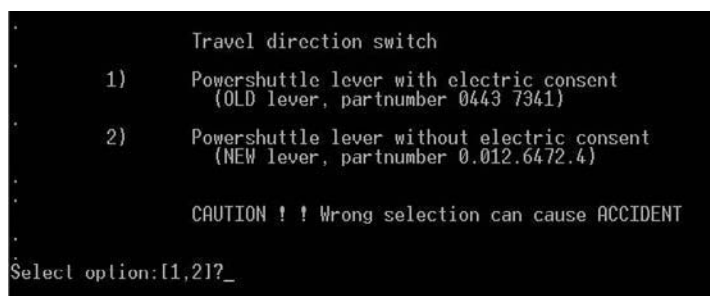 Travel direction switch
1) Powershuttle lever with electric consent
(OLD lever, partnumber 0443 7341)
2) Powershuttle lever without electric consent
(NEW lever, partnumber 0.012.6472.4)
CAUTION ! ! Wrong selection can cause ACCIDENT
Select option:[1,2]?_